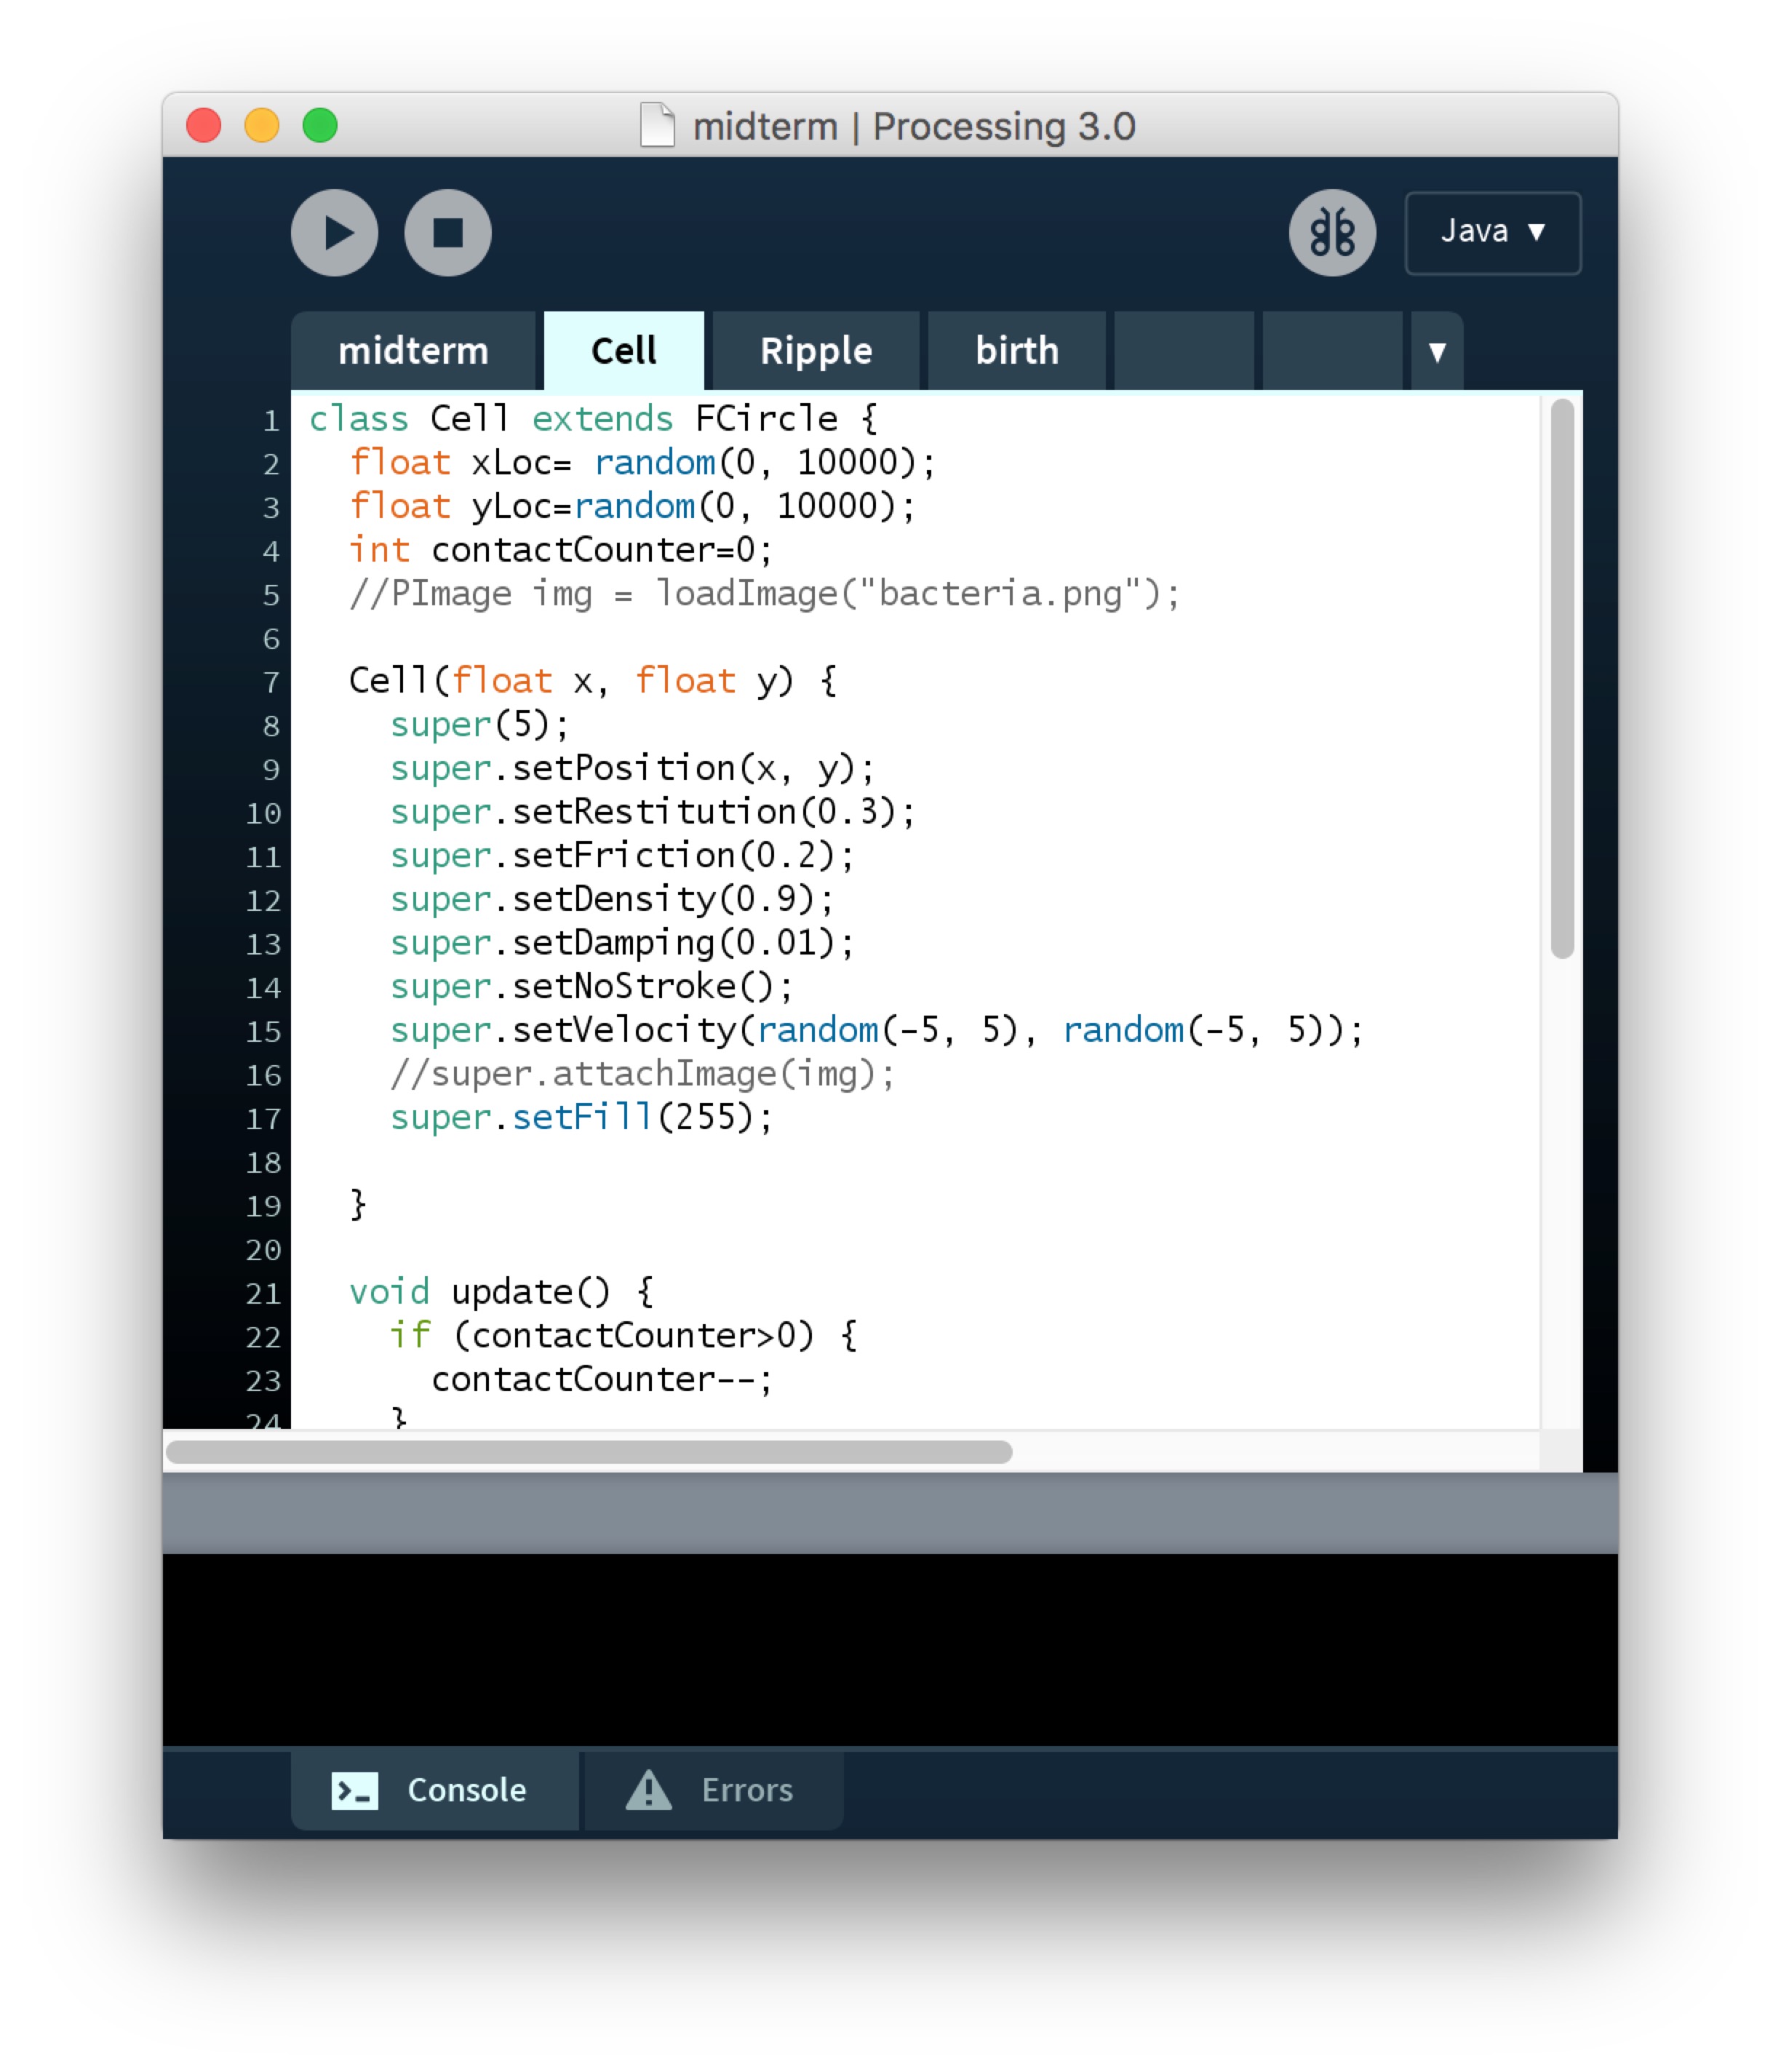 midterm | Processing 3.0
Java ▼
midterm Cell Ripple birth ▼
1 class Cell extends FCircle {
2   float xLoc= random(0, 10000);
3   float yLoc=random(0, 10000);
4   int contactCounter=0;
5   //PImage img = loadImage("bacteria.png");
6
7   Cell(float x, float y) {
8     super(5);
9     super.setPosition(x, y);
10     super.setRestitution(0.3);
11     super.setFriction(0.2);
12     super.setDensity(0.9);
13     super.setDamping(0.01);
14     super.setNoStroke();
15     super.setVelocity(random(-5, 5), random(-5, 5));
16     //super.attachImage(img);
17     super.setFill(255);
18
19   }
20
21   void update() {
22     if (contactCounter>0) {
23       contactCounter--;
24     }
Console Errors